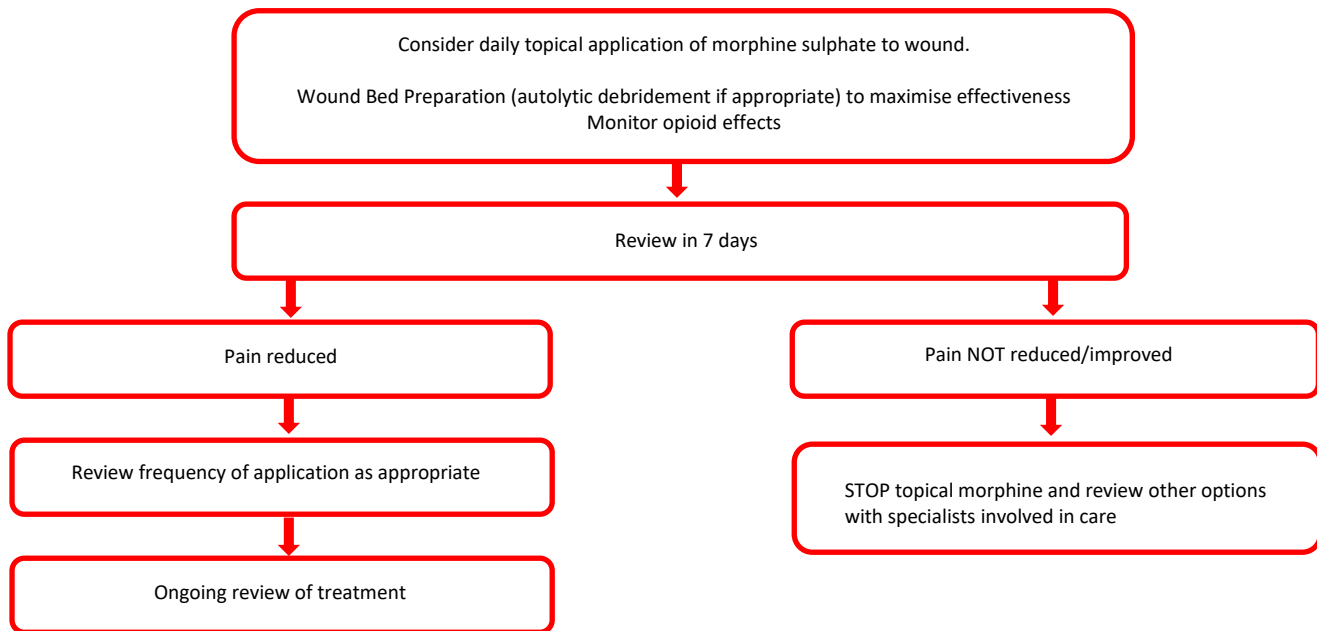 Consider daily topical application of morphine sulphate to wound.
Wound Bed Preparation (autolytic debridement if appropriate) to maximise effectiveness
Monitor opioid effects
Review in 7 days
Pain reduced
Pain NOT reduced/improved
Review frequency of application as appropriate
STOP topical morphine and review other options
with specialists involved in care
Ongoing review of treatment